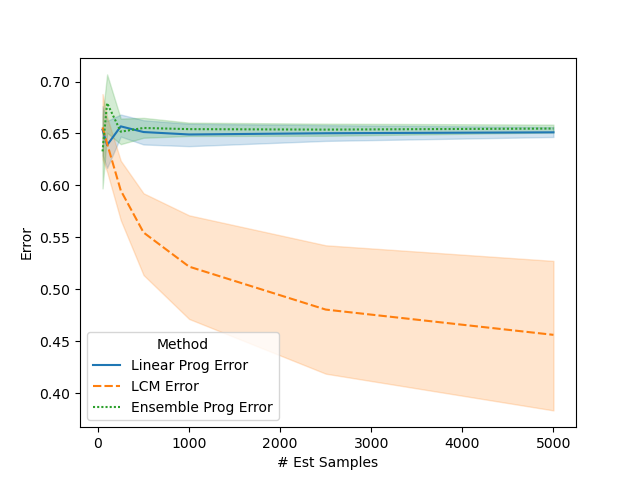 0.70
0.65
0.60
0.55
0.50
0.45
0.40
Error
Method
Linear Prog Error
LCM Error
Ensemble Prog Error
0 1000 2000 3000 4000 5000
# Est Samples